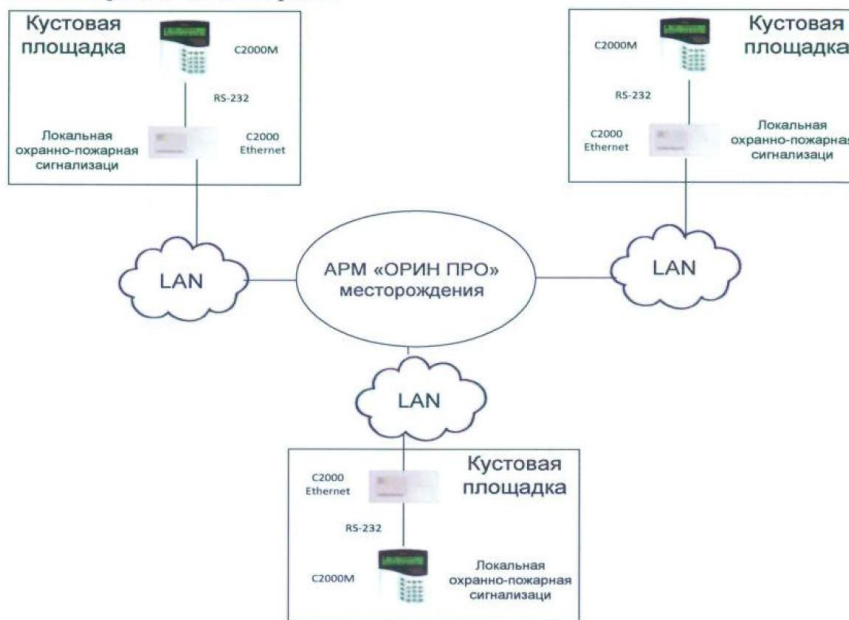 Кустовая
площадка
С2000М
RS-232
Локальная
охранно-пожарная
сигнализаци
С2000
Ethernet
Кустовая
площадка
С2000М
RS-232
С2000
Ethernet
Локальная
охранно-пожарная
сигнализаци
LAN
АРМ «ОРИН ПРО»
месторождения
LAN
LAN
С2000
Ethernet
Кустовая
площадка
RS-232
С2000М
Локальная
охранно-пожарная
сигнализаци